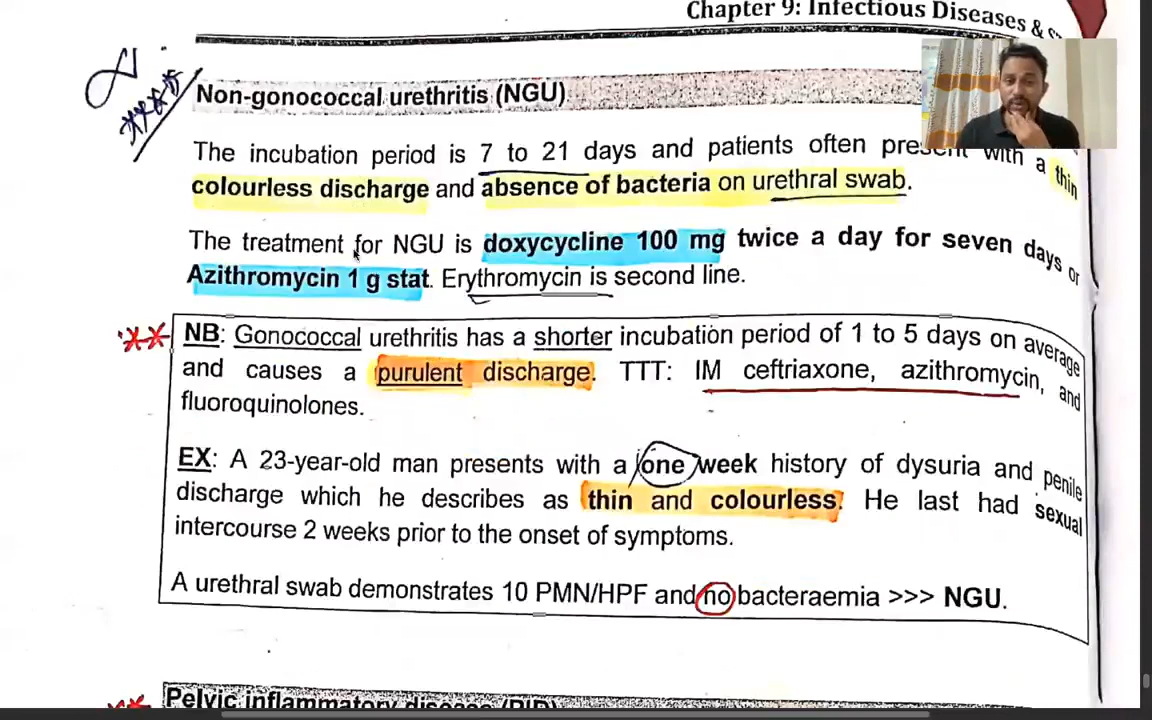 Chapter 9: Infectious Diseases &
Non-gonococcal urethritis (NGU)
The incubation period is 7 to 21 days and patients often present with a thin
colourless discharge and absence of bacteria on urethral swab.
The treatment for NGU is doxycycline 100 mg twice a day for seven days or
Azithromycin 1 g stat. Erythromycin is second line.
NB: Gonococcal urethritis has a shorter incubation period of 1 to 5 days on average
and causes a purulent discharge. TTT: IM ceftriaxone, azithromycin, and
fluoroquinolones.
EX: A 23-year-old man presents with a one week history of dysuria and penile
discharge which he describes as thin and colourless. He last had sexual
intercourse 2 weeks prior to the onset of symptoms.
A urethral swab demonstrates 10 PMN/HPF and no bacteraemia >>> NGU.
Pelvic inflammatory disease (PID)